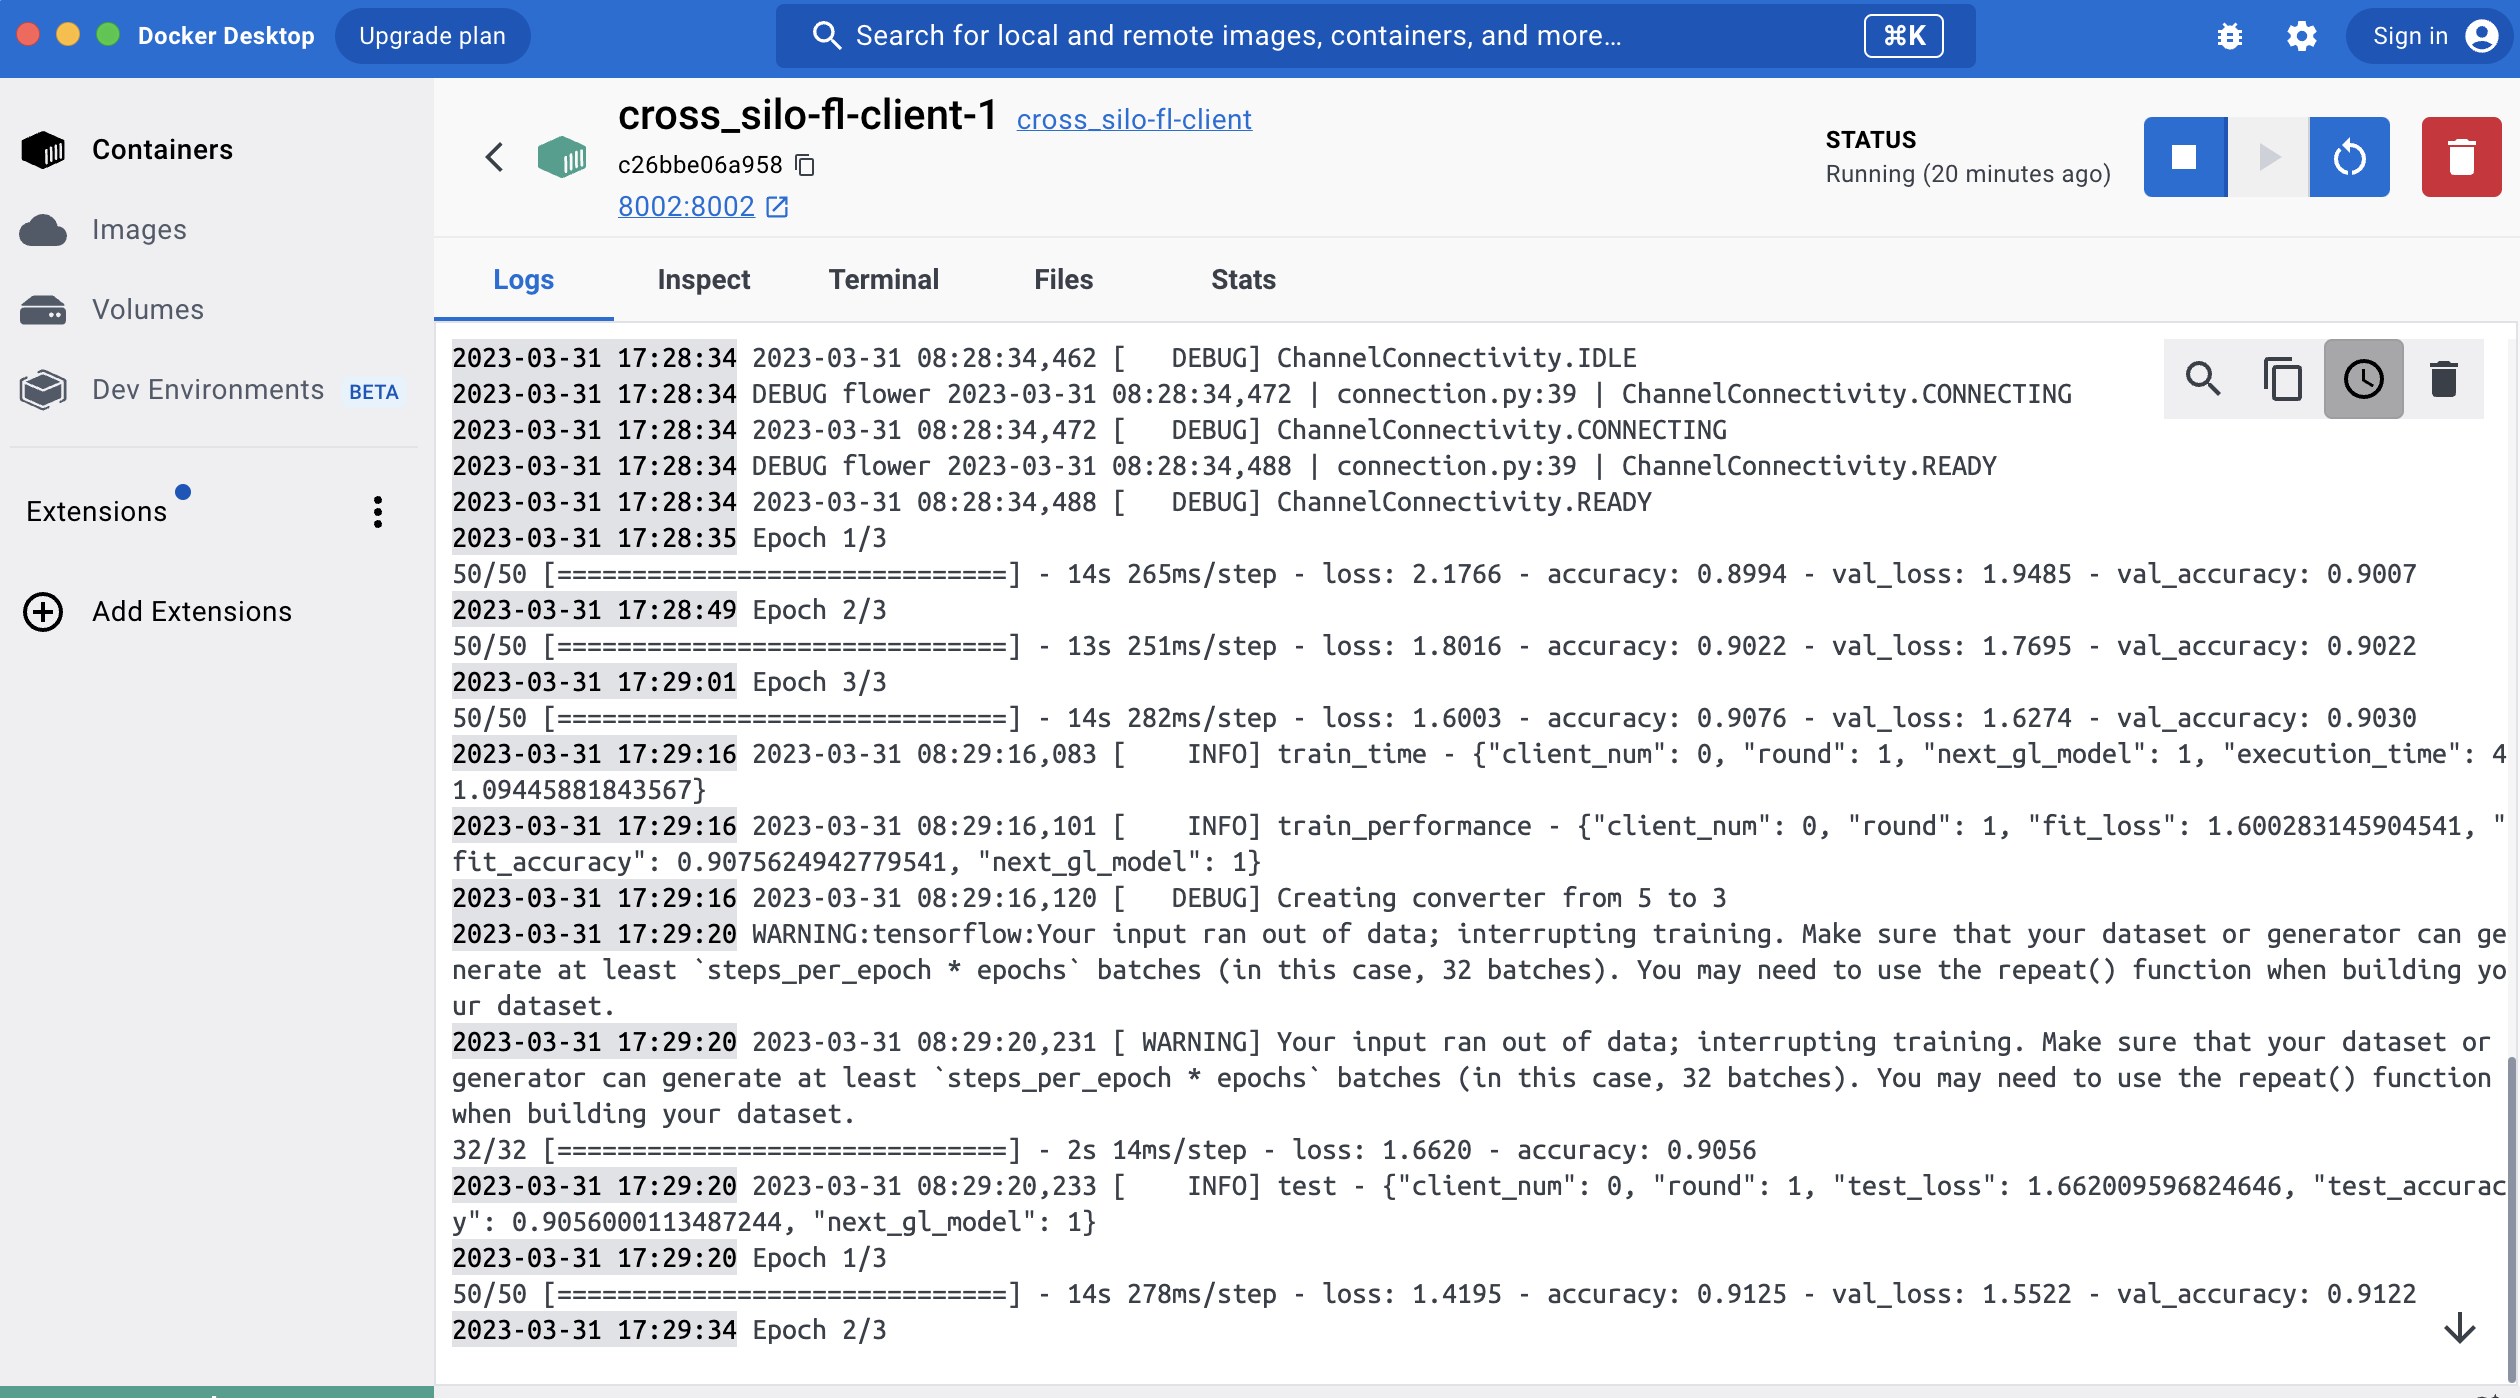 Docker Desktop
Upgrade plan
Search for local and remote images, containers, and more...
⌘K
Sign in
Containers
Images
Volumes
Dev Environments BETA
Extensions
Add Extensions
cross_silo-fl-client-1 cross_silo-fl-client
c26bbe06a958
8002:8002
STATUS
Running (20 minutes ago)
Logs Inspect Terminal Files Stats
2023-03-31 17:28:34 2023-03-31 08:28:34,462 [   DEBUG] ChannelConnectivity.IDLE
2023-03-31 17:28:34 DEBUG flower 2023-03-31 08:28:34,472 | connection.py:39 | ChannelConnectivity.CONNECTING
2023-03-31 17:28:34 2023-03-31 08:28:34,472 [   DEBUG] ChannelConnectivity.CONNECTING
2023-03-31 17:28:34 DEBUG flower 2023-03-31 08:28:34,488 | connection.py:39 | ChannelConnectivity.READY
2023-03-31 17:28:34 2023-03-31 08:28:34,488 [   DEBUG] ChannelConnectivity.READY
2023-03-31 17:28:35 Epoch 1/3
50/50 [==============================] - 14s 265ms/step - loss: 2.1766 - accuracy: 0.8994 - val_loss: 1.9485 - val_accuracy: 0.9007
2023-03-31 17:28:49 Epoch 2/3
50/50 [==============================] - 13s 251ms/step - loss: 1.8016 - accuracy: 0.9022 - val_loss: 1.7695 - val_accuracy: 0.9022
2023-03-31 17:29:01 Epoch 3/3
50/50 [==============================] - 14s 282ms/step - loss: 1.6003 - accuracy: 0.9076 - val_loss: 1.6274 - val_accuracy: 0.9030
2023-03-31 17:29:16 2023-03-31 08:29:16,083 [    INFO] train_time - {"client_num": 0, "round": 1, "next_gl_model": 1, "execution_time": 4
1.09445881843567}
2023-03-31 17:29:16 2023-03-31 08:29:16,101 [    INFO] train_performance - {"client_num": 0, "round": 1, "fit_loss": 1.600283145904541, "
fit_accuracy": 0.9075624942779541, "next_gl_model": 1}
2023-03-31 17:29:16 2023-03-31 08:29:16,120 [   DEBUG] Creating converter from 5 to 3
2023-03-31 17:29:20 WARNING:tensorflow:Your input ran out of data; interrupting training. Make sure that your dataset or generator can ge
nerate at least `steps_per_epoch * epochs` batches (in this case, 32 batches). You may need to use the repeat() function when building yo
ur dataset.
2023-03-31 17:29:20 2023-03-31 08:29:20,231 [ WARNING] Your input ran out of data; interrupting training. Make sure that your dataset or
generator can generate at least `steps_per_epoch * epochs` batches (in this case, 32 batches). You may need to use the repeat() function
when building your dataset.
32/32 [==============================] - 2s 14ms/step - loss: 1.6620 - accuracy: 0.9056
2023-03-31 17:29:20 2023-03-31 08:29:20,233 [    INFO] test - {"client_num": 0, "round": 1, "test_loss": 1.662009596824646, "test_accurac
y": 0.9056000113487244, "next_gl_model": 1}
2023-03-31 17:29:20 Epoch 1/3
50/50 [==============================] - 14s 278ms/step - loss: 1.4195 - accuracy: 0.9125 - val_loss: 1.5522 - val_accuracy: 0.9122
2023-03-31 17:29:34 Epoch 2/3